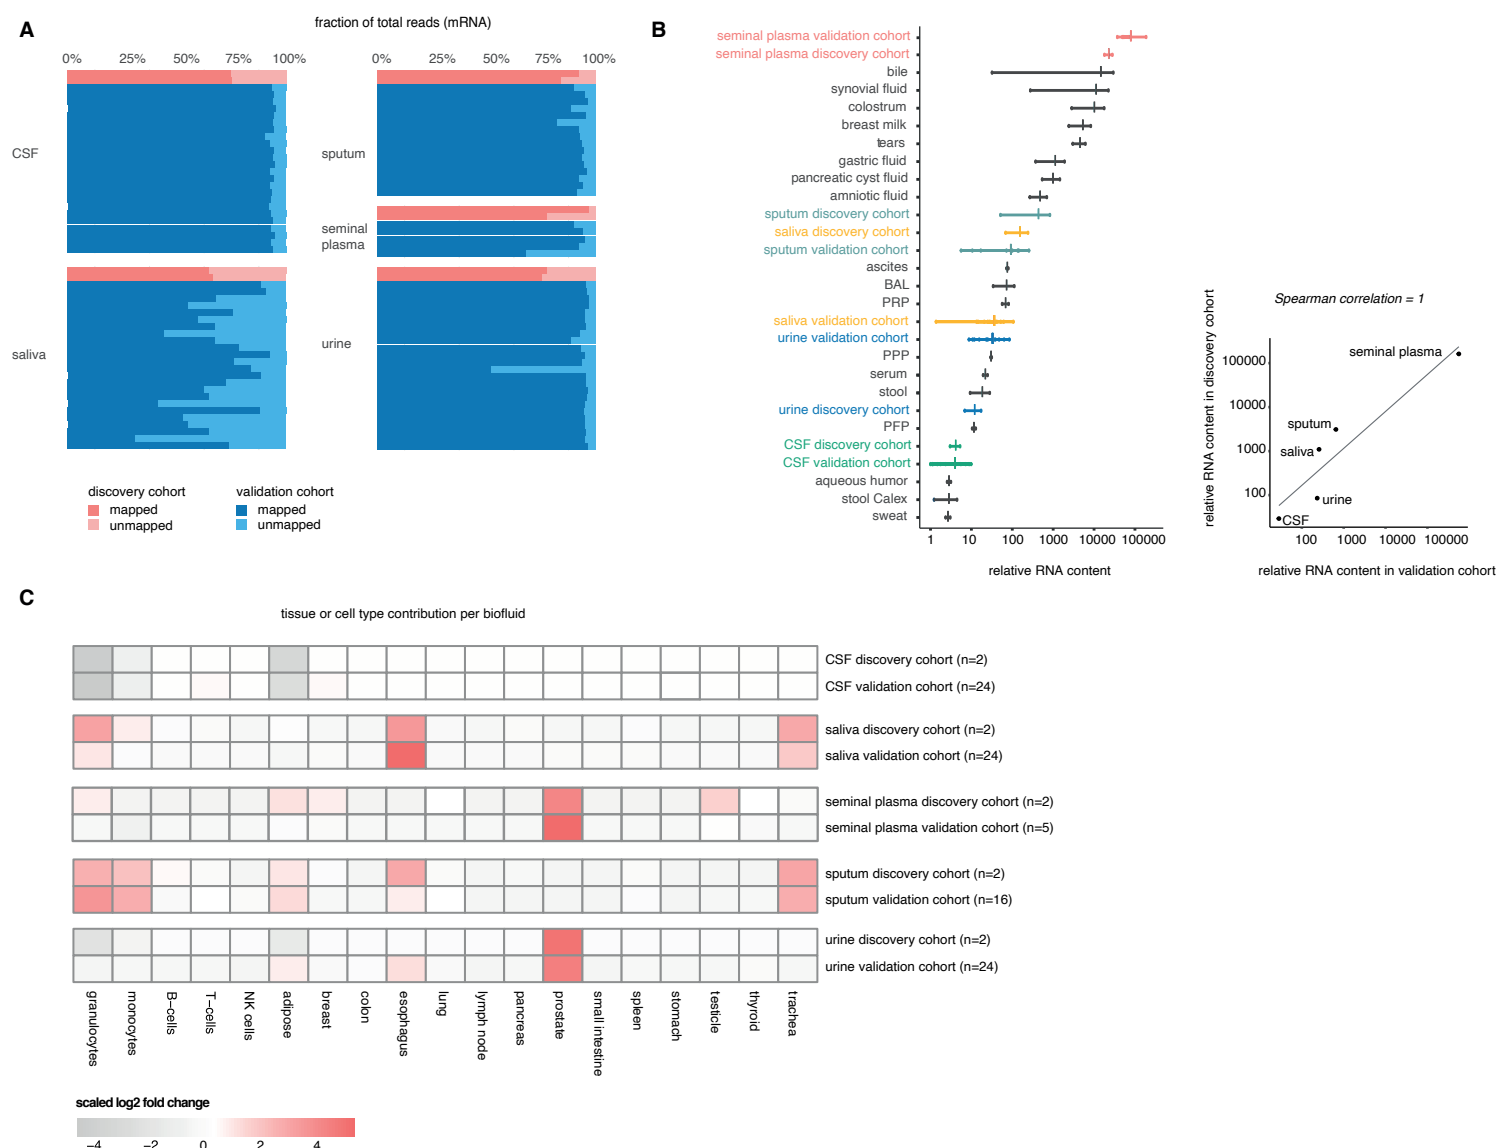 A
fraction of total reads (mRNA)
0% 25% 50% 75% 100%
0% 25% 50% 75% 100%
CSF
sputum
seminal
plasma
saliva
urine
discovery cohort
mapped
unmapped
validation cohort
mapped
unmapped
B
seminal plasma validation cohort
seminal plasma discovery cohort
bile
synovial fluid
colostrum
breast milk
tears
gastric fluid
pancreatic cyst fluid
amniotic fluid
sputum discovery cohort
saliva discovery cohort
sputum validation cohort
ascites
BAL
PRP
saliva validation cohort
urine validation cohort
PPP
serum
stool
urine discovery cohort
PFP
CSF discovery cohort
CSF validation cohort
aqueous humor
stool Calex
sweat
1 10 100 1000 10000 100000
relative RNA content
Spearman correlation = 1
relative RNA content in discovery cohort
100000
10000
1000
100
seminal plasma
sputum
saliva
urine
CSF
100 1000 10000 100000
relative RNA content in validation cohort
C
tissue or cell type contribution per biofluid
CSF discovery cohort (n=2)
CSF validation cohort (n=24)
saliva discovery cohort (n=2)
saliva validation cohort (n=24)
seminal plasma discovery cohort (n=2)
seminal plasma validation cohort (n=5)
sputum discovery cohort (n=2)
sputum validation cohort (n=16)
urine discovery cohort (n=2)
urine validation cohort (n=24)
granulocytes
monocytes
B−cells
T−cells
NK cells
adipose
breast
colon
esophagus
lung
lymph node
pancreas
prostate
small intestine
spleen
stomach
testicle
thyroid
trachea
scaled log2 fold change
−4 −2 0 2 4